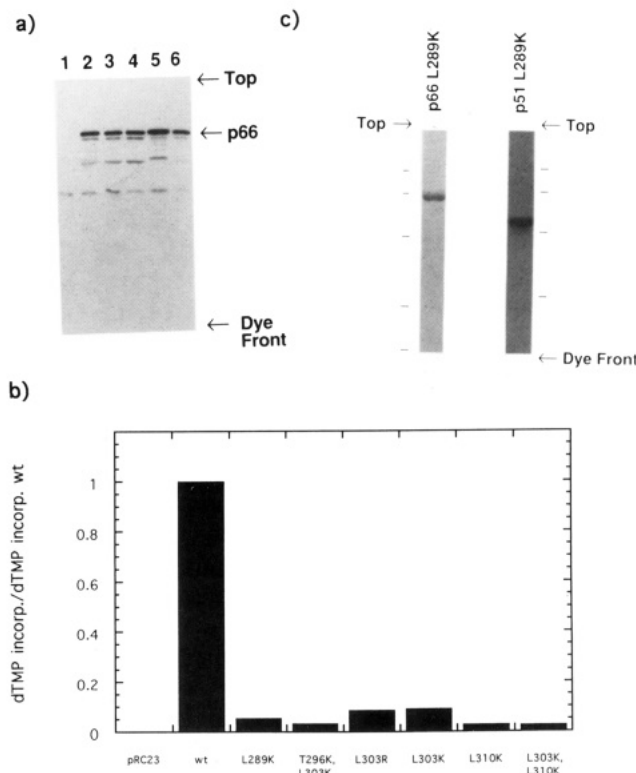 a)
1 2 3 4 5 6
← Top
← p66
← Dye Front
c)
p66 L289K
p51 L289K
Top →
← Top
← Dye Front
b)
dTMP incorp./dTMP incorp. wt
1
0.8
0.6
0.4
0.2
0
pRC23 wt L289K T296K, L303K L303R L303K L310K L303K, L310K